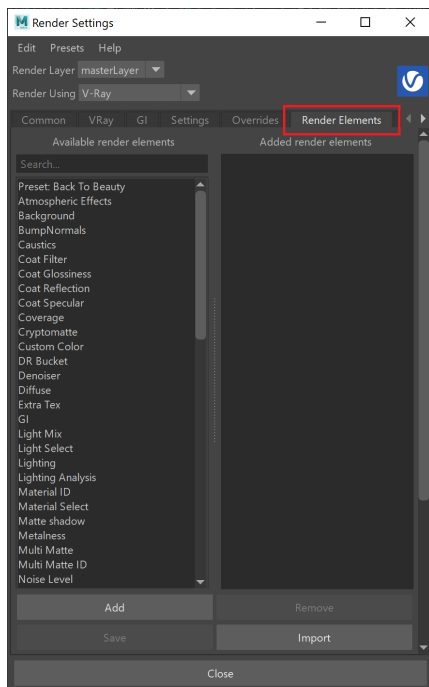 Render Settings
Edit Presets Help
Render Layer masterLayer
Render Using V-Ray
Common VRay GI Settings Overrides Render Elements
Available render elements Added render elements
Search...
Preset: Back To Beauty
Atmospheric Effects
Background
BumpNormals
Caustics
Coat Filter
Coat Glossiness
Coat Reflection
Coat Specular
Coverage
Cryptomatte
Custom Color
DR Bucket
Denoiser
Diffuse
Extra Tex
GI
Light Mix
Light Select
Lighting
Lighting Analysis
Material ID
Material Select
Matte shadow
Metalness
Multi Matte
Multi Matte ID
Noise Level
Add Remove
Save Import
Close